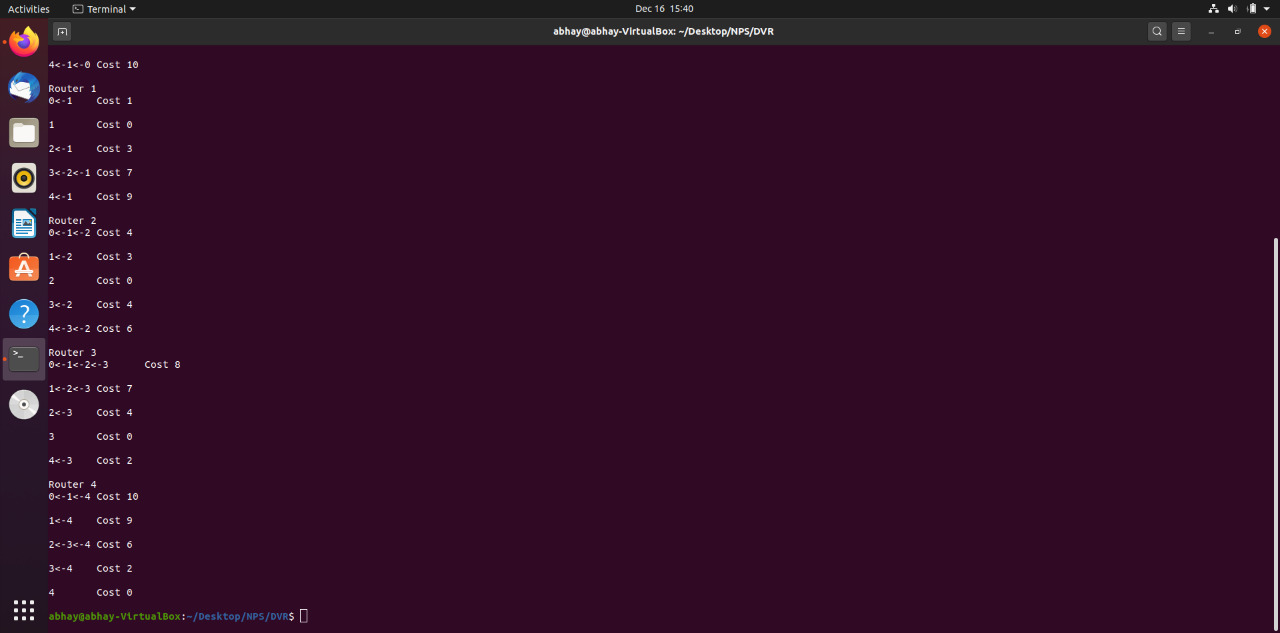 Activities Terminal Dec 16 15:40
abhay@abhay-VirtualBox: ~/Desktop/NPS/DVR
4<-1<-0 Cost 10
Router 1
0<-1 Cost 1
1 Cost 0
2<-1 Cost 3
3<-2<-1 Cost 7
4<-1 Cost 9
Router 2
0<-1<-2 Cost 4
1<-2 Cost 3
2 Cost 0
3<-2 Cost 4
4<-3<-2 Cost 6
Router 3
0<-1<-2<-3 Cost 8
1<-2<-3 Cost 7
2<-3 Cost 4
3 Cost 0
4<-3 Cost 2
Router 4
0<-1<-4 Cost 10
1<-4 Cost 9
2<-3<-4 Cost 6
3<-4 Cost 2
4 Cost 0
abhay@abhay-VirtualBox:~/Desktop/NPS/DVR$